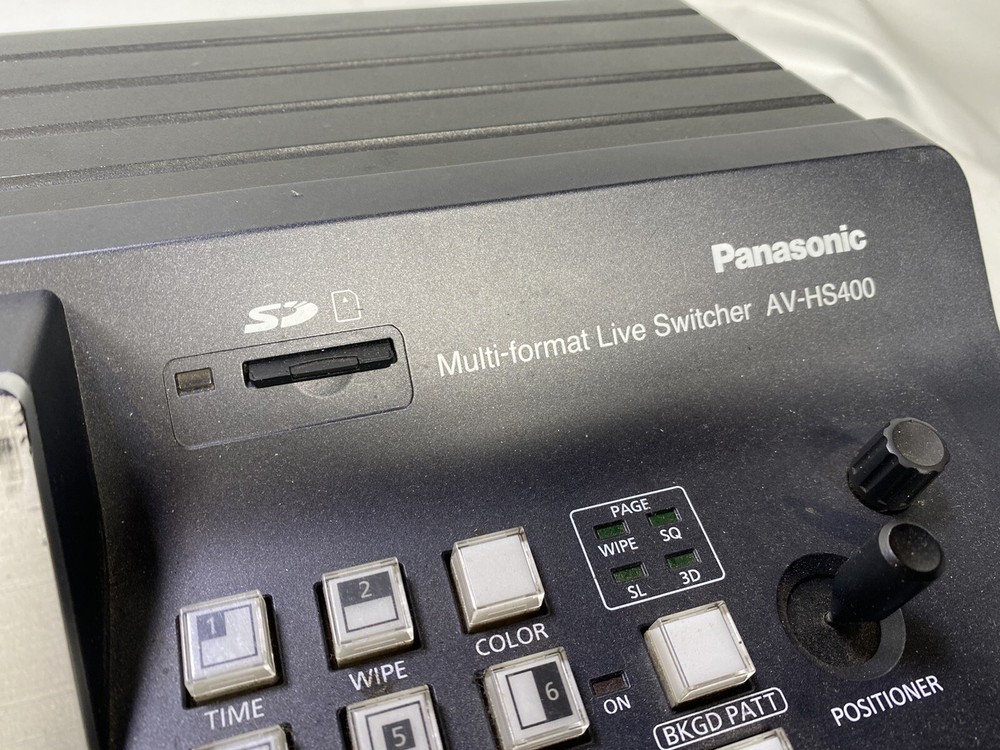 Panasonic
SD
Multi-format Live Switcher AV-HS400
PAGE
WIPE SQ
SL 3D
1
2
TIME
WIPE
COLOR
5
6
ON
BKGD PATT
POSITIONER